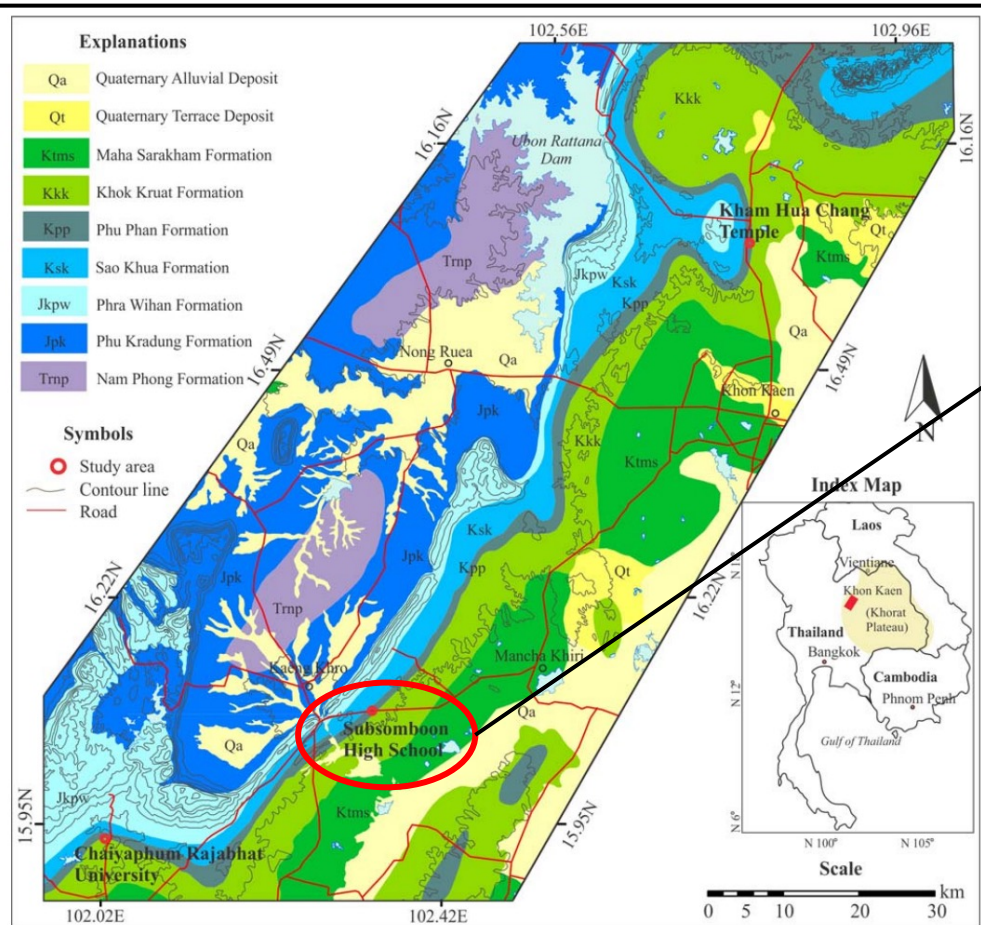 102.56E
102.96E
Explanations
Qa Quaternary Alluvial Deposit
Qt Quaternary Terrace Deposit
Ktms Maha Sarakham Formation
Kkk Khok Kruat Formation
Kpp Phu Phan Formation
Ksk Sao Khua Formation
Jkpw Phra Wihan Formation
Jpk Phu Kradung Formation
Trnp Nam Phong Formation
Symbols
Study area
Contour line
Road
Kkk
16.16N
Ubon Rattana
Dam
16.16N
Kham Hua Chang
Temple
Qt
Ktms
Trnp
Jkpw
Ksk
Kpp
Qa
16.49N
Nong Ruea
Qa
16.49N
Khon Kaen
Jpk
Kkk
Qa
Ktms
N
Index Map
Ksk
Jpk
Kpp
Jpk
Laos
N 18°
Vientiane
Khon Kaen
(Khorat
Plateau)
Thailand
Bangkok
Cambodia
Phnom Penh
N 12°
Gulf of Thailand
N 6°
N 100°
N 105°
16.22N
Trnp
Qt
16.22N
Mancha Khiri
Kaeng Khro
Qa
Subsomboon
High School
Qa
Jkpw
Ktms
15.95N
15.95N
Chaiyaphum Rajabhat
University
102.02E
102.42E
Scale
km
0 5 10 20 30